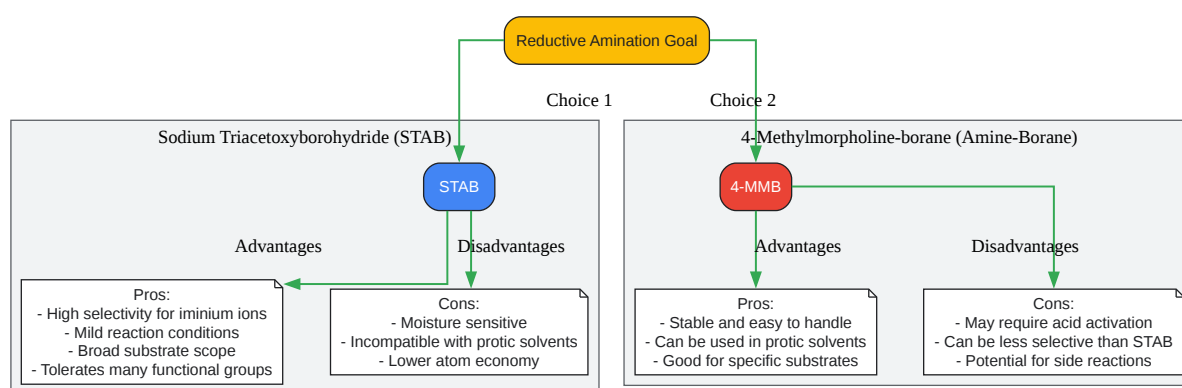 Reductive Amination Goal
Choice 1
Choice 2
Sodium Triacetoxyborohydride (STAB)
STAB
Advantages
Disadvantages
Pros:
- High selectivity for iminium ions
- Mild reaction conditions
- Broad substrate scope
- Tolerates many functional groups
Cons:
- Moisture sensitive
- Incompatible with protic solvents
- Lower atom economy
4-Methylmorpholine-borane (Amine-Borane)
4-MMB
Advantages
Disadvantages
Pros:
- Stable and easy to handle
- Can be used in protic solvents
- Good for specific substrates
Cons:
- May require acid activation
- Can be less selective than STAB
- Potential for side reactions